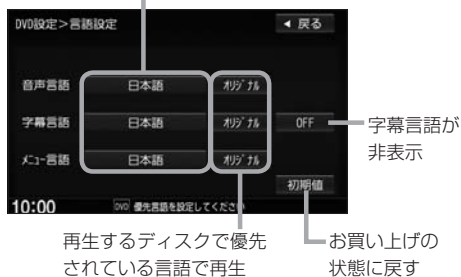 DVD設定＞言語設定
◀ 戻る
音声言語 日本語 ｵﾘｼﾞﾅﾙ
字幕言語 日本語 ｵﾘｼﾞﾅﾙ OFF
ﾒﾆｭｰ言語 日本語 ｵﾘｼﾞﾅﾙ
初期値
10:00 DVD 優先言語を設定してください
字幕言語が
非表示
再生するディスクで優先
されている言語で再生
お買い上げの
状態に戻す